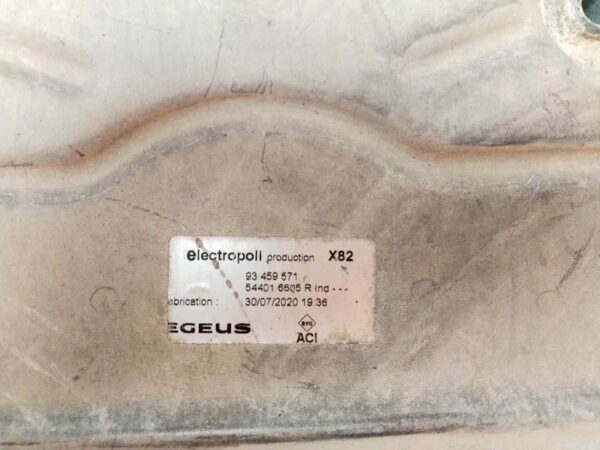 electropoli production X82
93 459 571
54401 6605 R Ind - - -
abrication : 30/07/2020 19:36
EGEUS
ACI